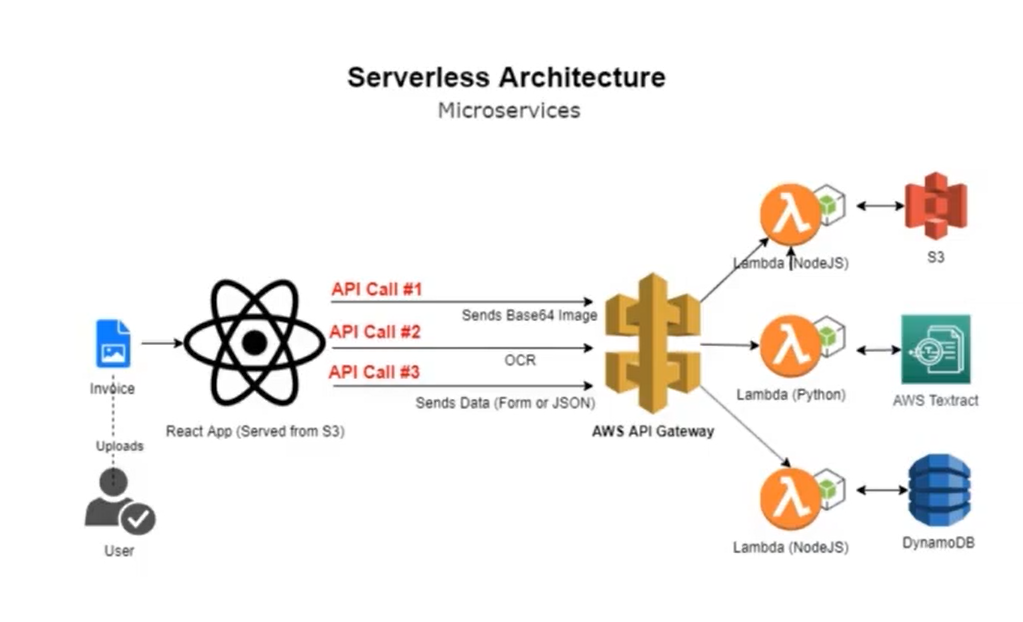 Serverless Architecture
Microservices
API Call #1
Sends Base64 Image
API Call #2
OCR
API Call #3
Sends Data (Form or JSON)
Invoice
Uploads
User
React App (Served from S3)
AWS API Gateway
Lambda (NodeJS)
S3
Lambda (Python)
AWS Textract
Lambda (NodeJS)
DynamoDB